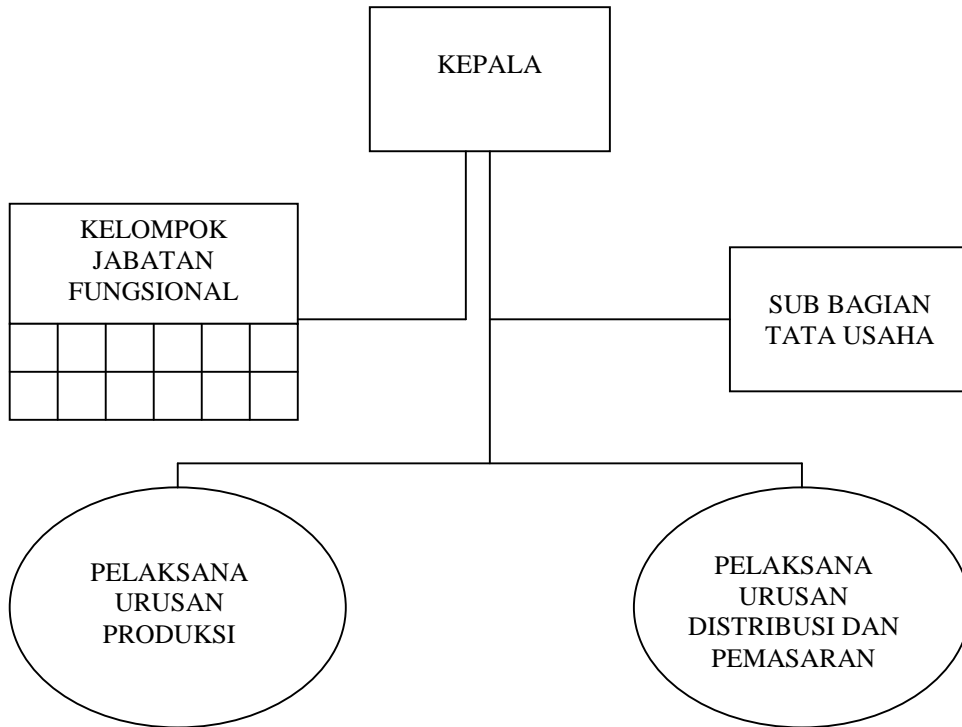 KEPALA
KELOMPOK
JABATAN
FUNGSIONAL
SUB BAGIAN
TATA USAHA
PELAKSANA
URUSAN
PRODUKSI
PELAKSANA
URUSAN
DISTRIBUSI DAN
PEMASARAN